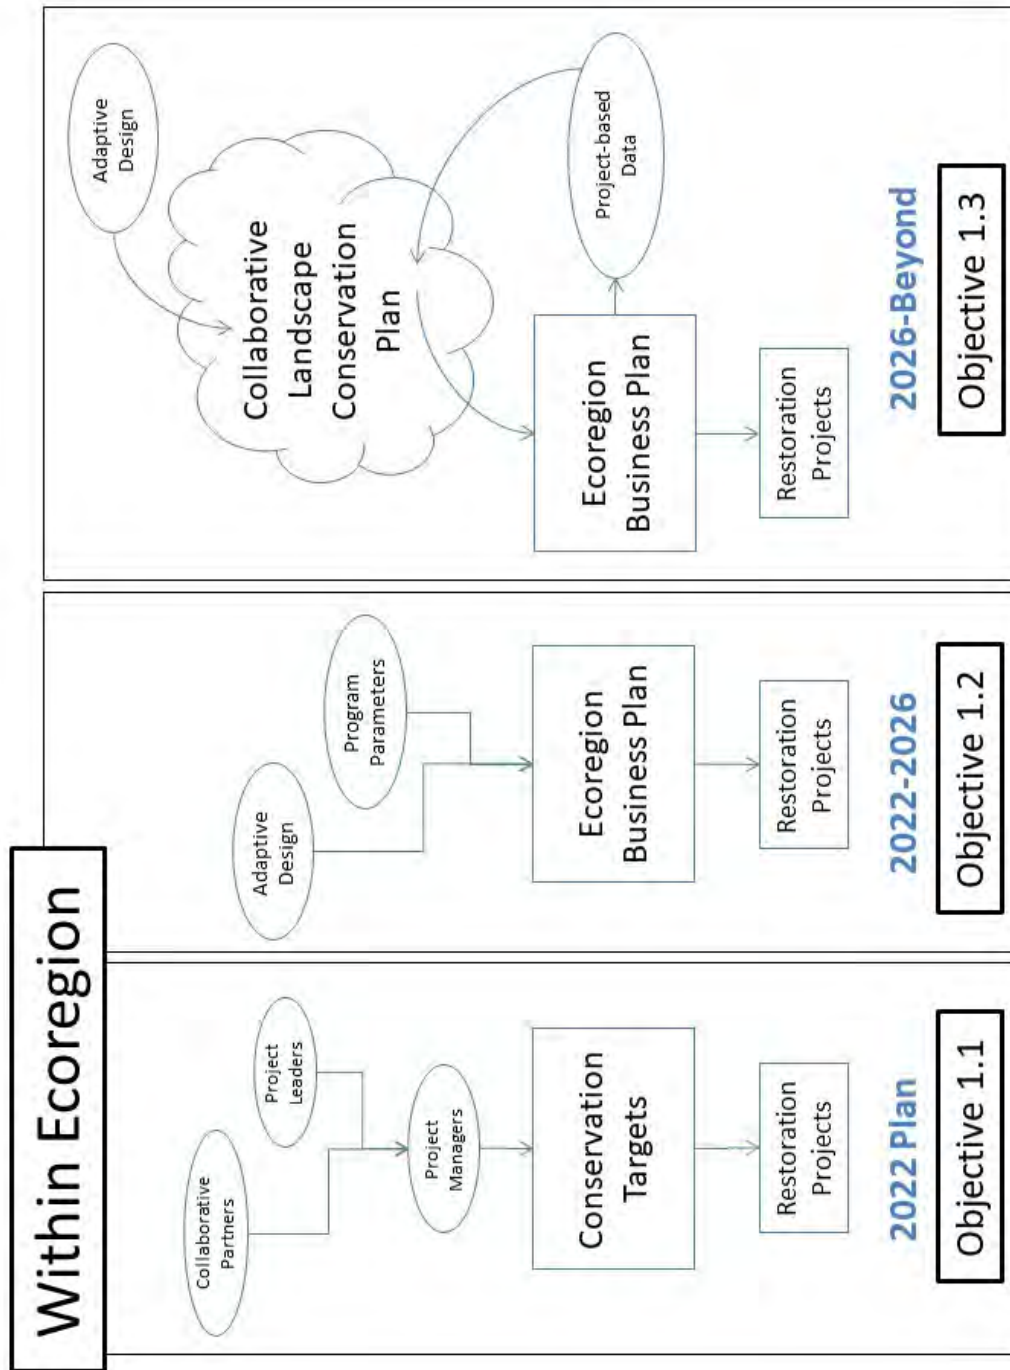 Within Ecoregion
Collaborative
Partners
Project
Leaders
Project
Managers
Conservation
Targets
Restoration
Projects
2022 Plan
Objective 1.1
Adaptive
Design
Program
Parameters
Ecoregion
Business Plan
Restoration
Projects
2022-2026
Objective 1.2
Adaptive
Design
Collaborative
Landscape
Conservation
Plan
Project-based
Data
Ecoregion
Business Plan
Restoration
Projects
2026-Beyond
Objective 1.3